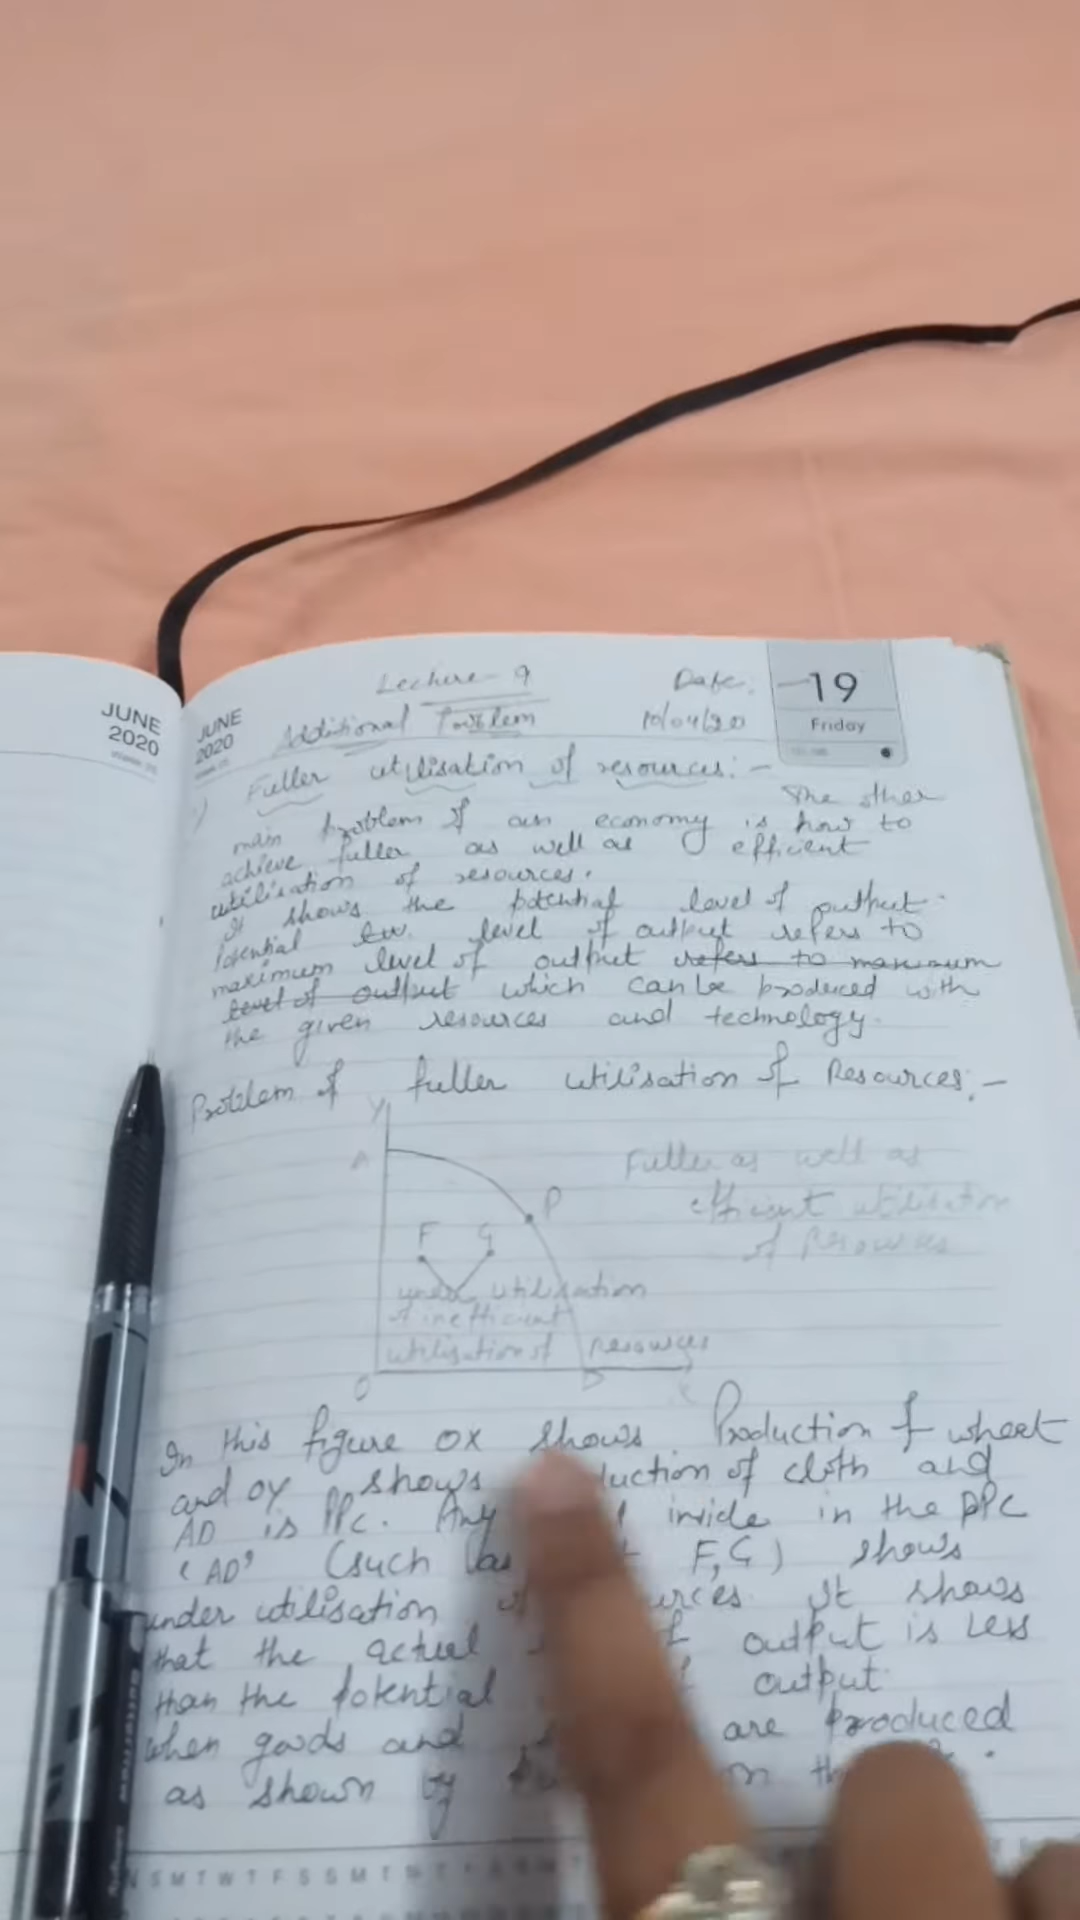 JUNE
2020
JUNE
2020
Lecture - 9
Date:
19
Friday
Additional Problem
10/04/20
Fuller utilisation of resources:-
The other
main problem of an economy is how to
achieve fuller as well as efficient
utilisation of resources.
It shows the potential level of output.
Potential level of output refers to
maximum level of output refers to maximum
level of output which can be produced with
the given resources and technology.
Problem of fuller utilisation of Resources:-
Y
A
P
F G
Fuller as well as
efficient utilisation
of resources
under utilisation
inefficient
utilisation of resources
O D X
In this figure ox shows Production of wheat
and oy shows duction of cloth and
AD is PPC. Any inside in the PPC
'AD' (such as F, G) shows
under utilisation urces. It shows
that the actual output is less
than the potential output.
when goods and are produced
as shown by on
S M T W T F S S M T